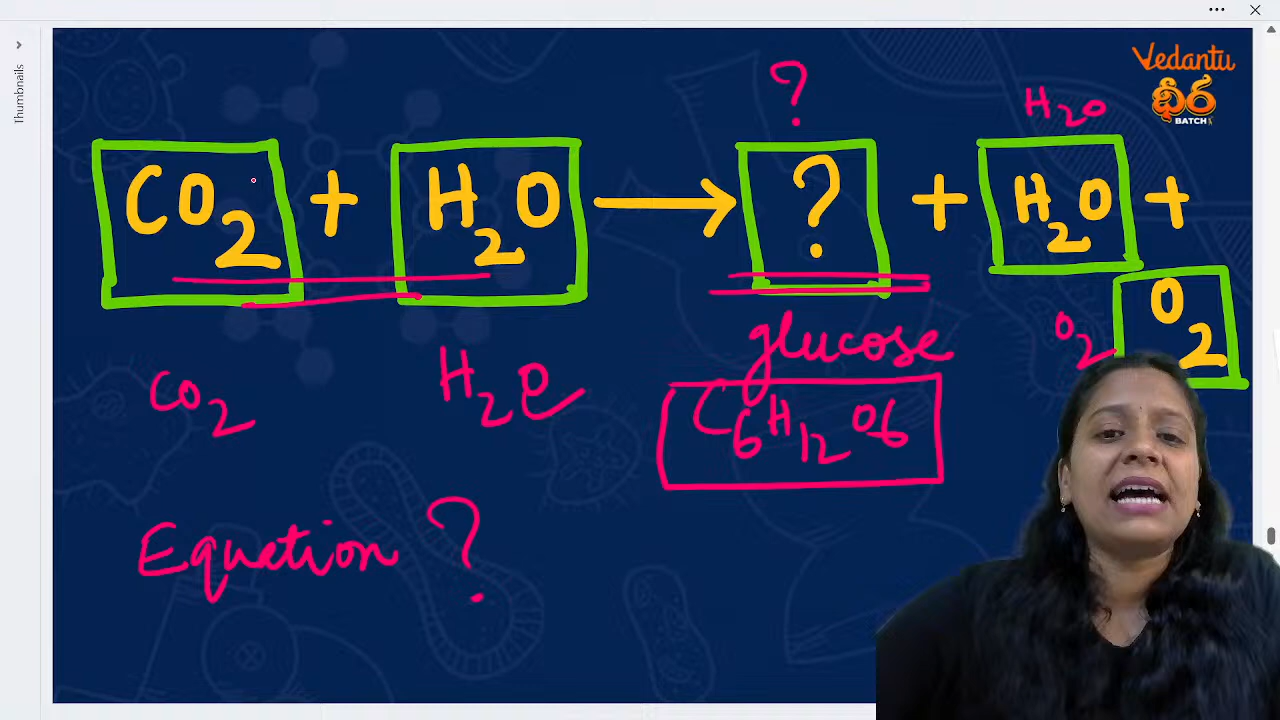 Thumbnails
Vedantu
ధీర
BATCH
?
H2O
CO2 + H2O → ? + H2O +
O2
O2
glucose
CO2
H2O
C6H12O6
Equation ?